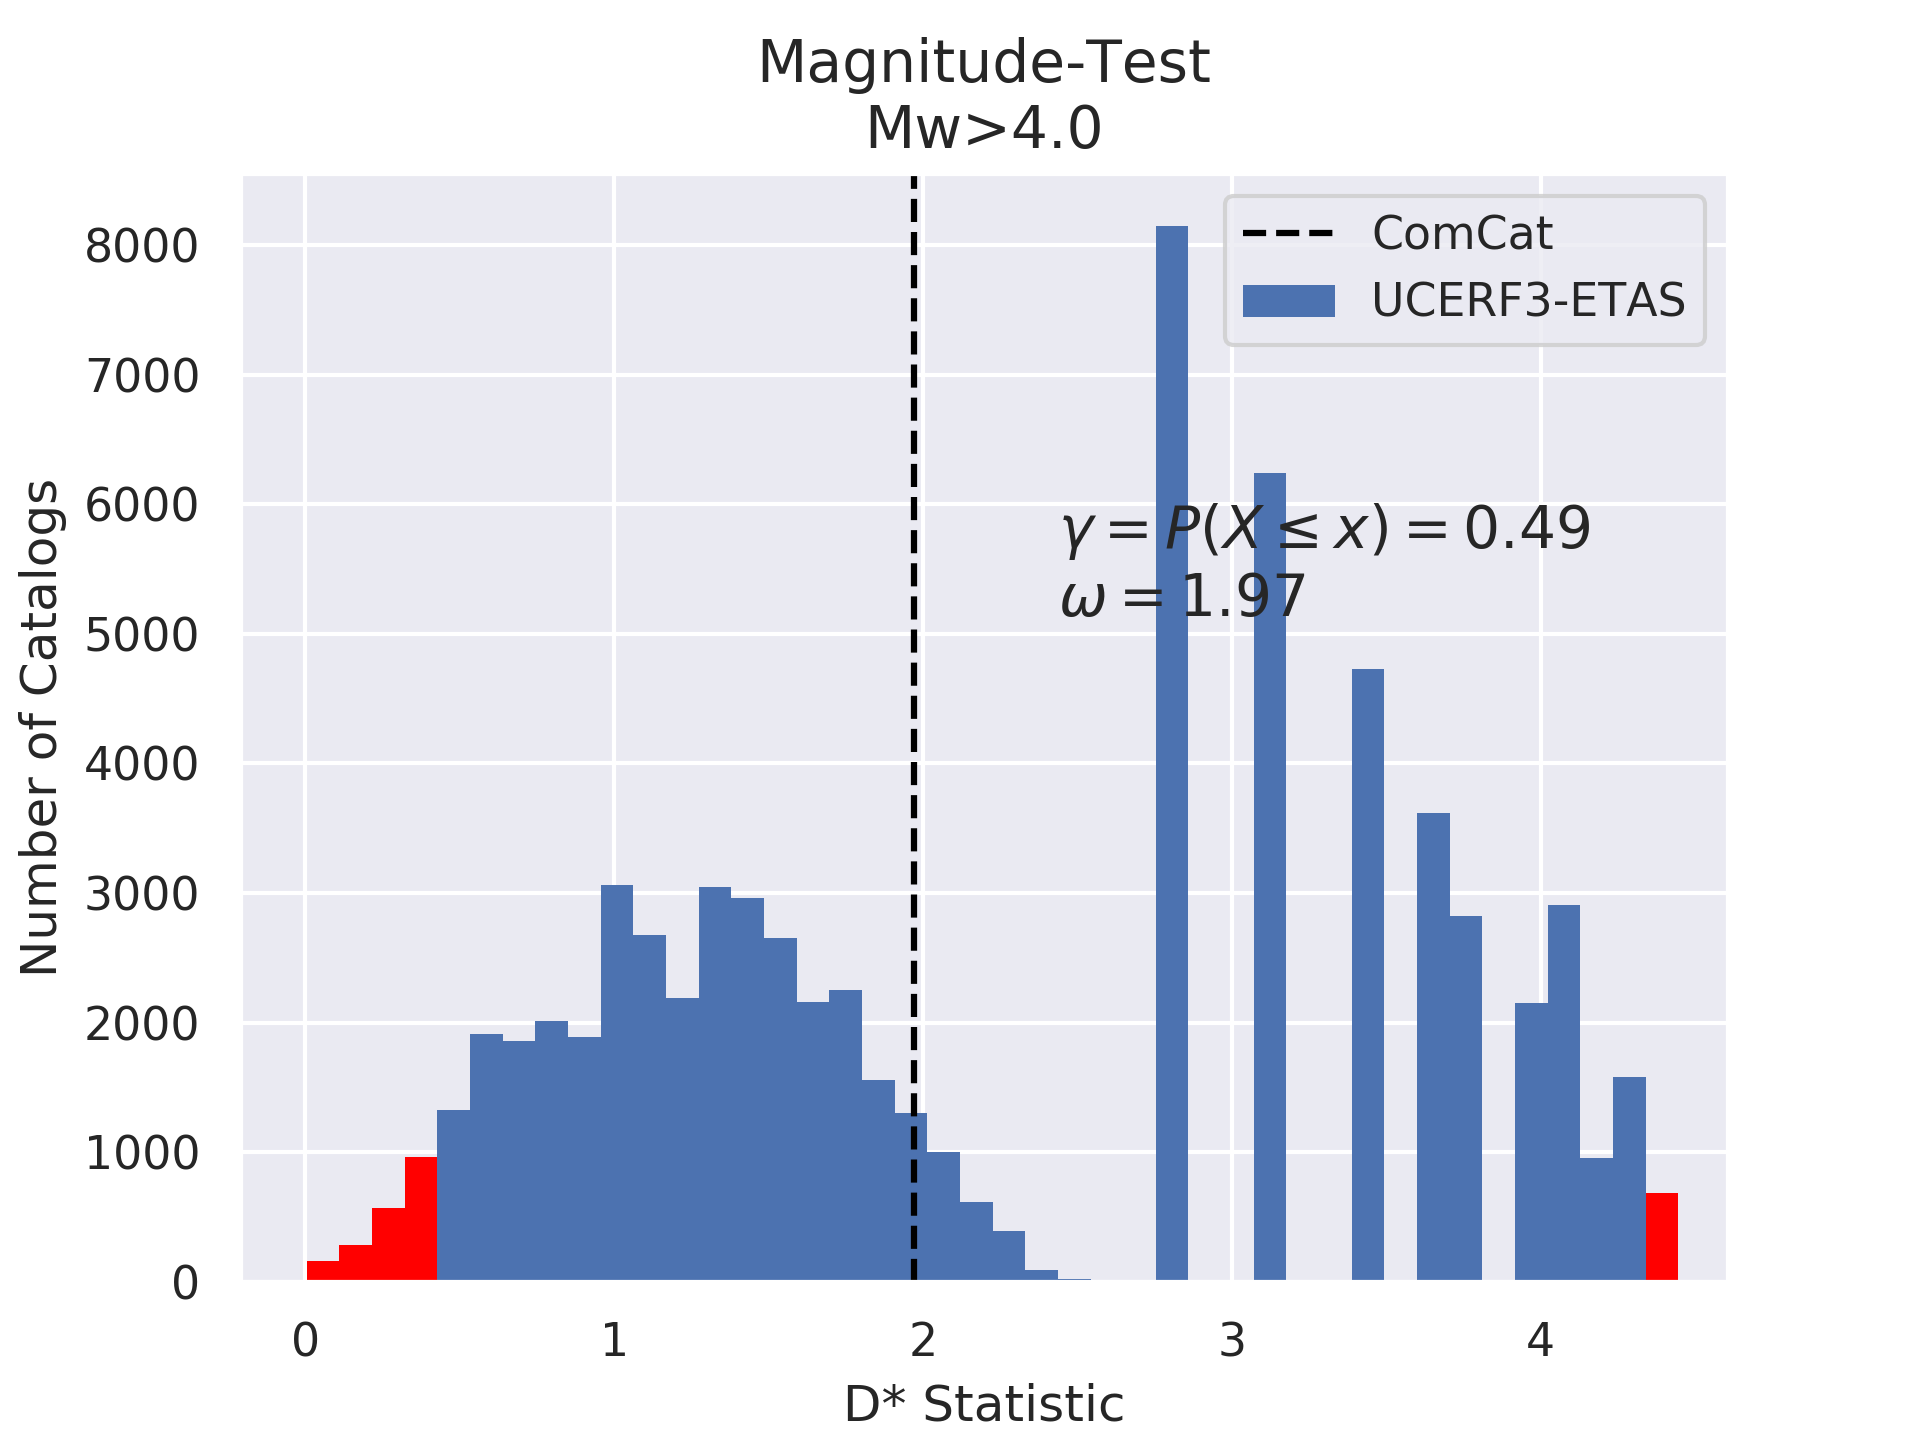 Magnitude-Test
Mw>4.0
Number of Catalogs
8000
7000
6000
5000
4000
3000
2000
1000
0
ComCat
UCERF3-ETAS
γ = P(X ≤ x) = 0.49
ω = 1.97
0 1 2 3 4
D* Statistic